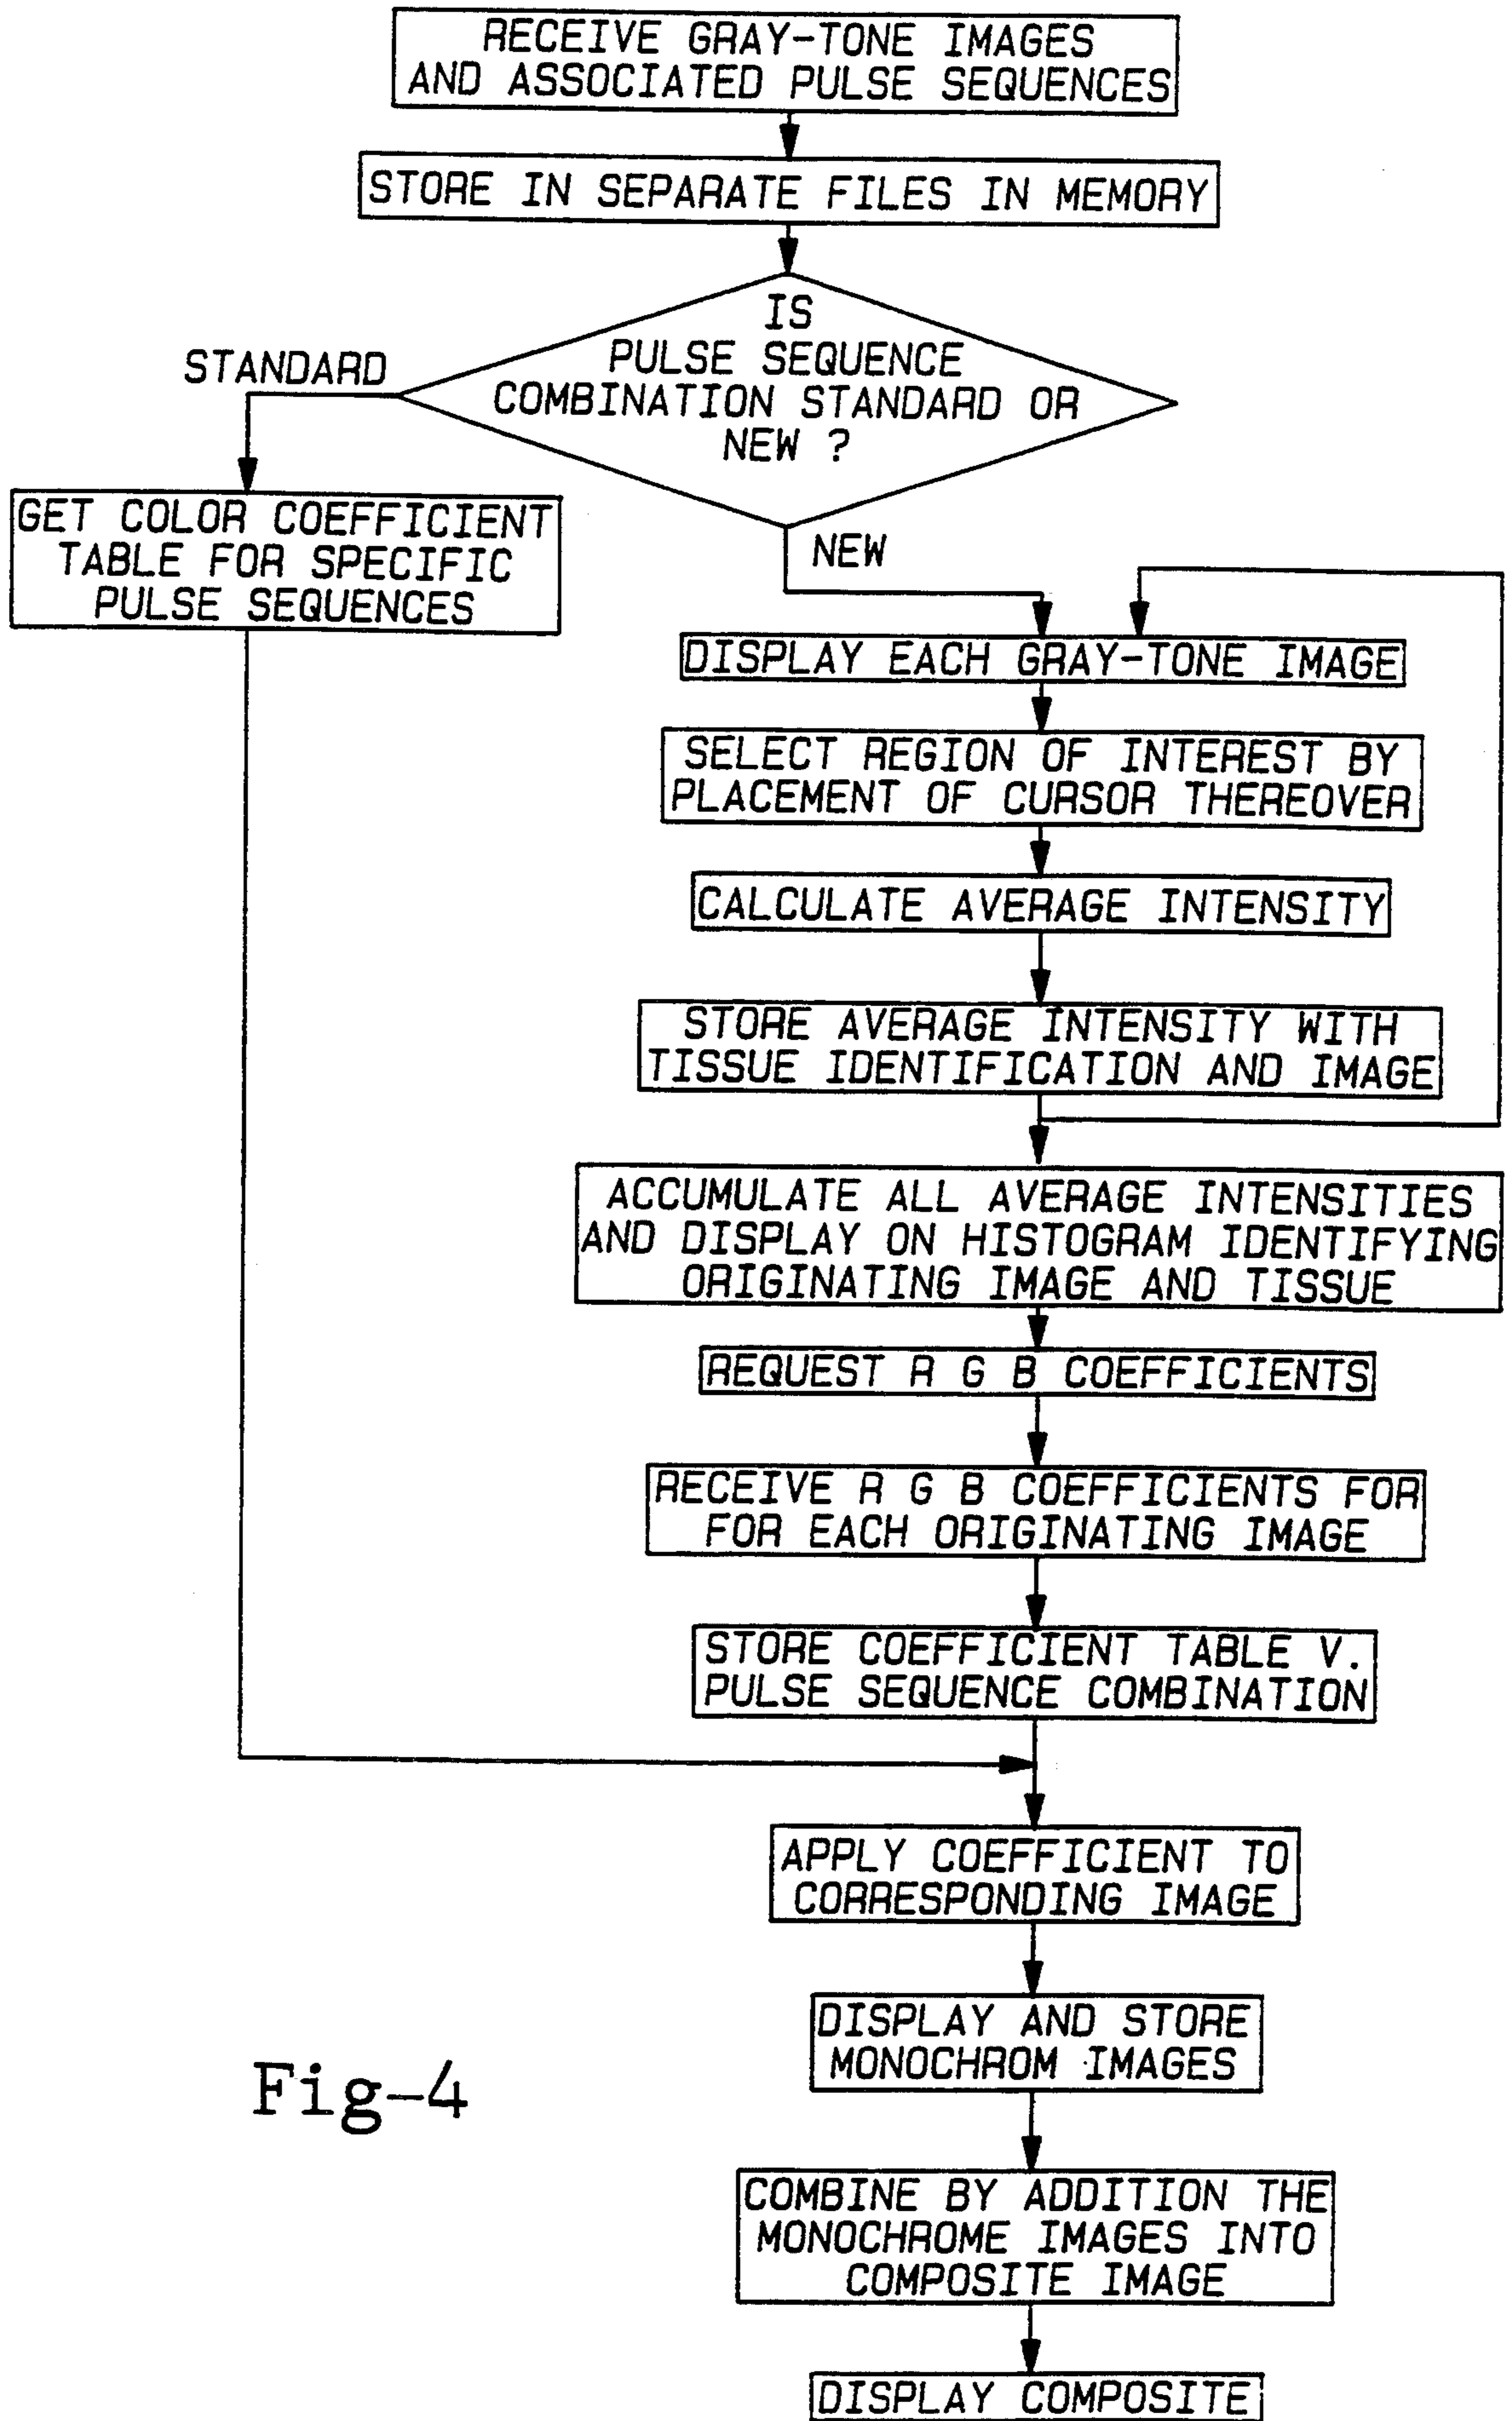 RECEIVE GRAY-TONE IMAGES
AND ASSOCIATED PULSE SEQUENCES
STORE IN SEPARATE FILES IN MEMORY
IS
PULSE SEQUENCE
COMBINATION STANDARD OR
NEW ?
STANDARD
GET COLOR COEFFICIENT
TABLE FOR SPECIFIC
PULSE SEQUENCES
NEW
DISPLAY EACH GRAY-TONE IMAGE
SELECT REGION OF INTEREST BY
PLACEMENT OF CURSOR THEREOVER
CALCULATE AVERAGE INTENSITY
STORE AVERAGE INTENSITY WITH
TISSUE IDENTIFICATION AND IMAGE
ACCUMULATE ALL AVERAGE INTENSITIES
AND DISPLAY ON HISTOGRAM IDENTIFYING
ORIGINATING IMAGE AND TISSUE
REQUEST R G B COEFFICIENTS
RECEIVE R G B COEFFICIENTS FOR
FOR EACH ORIGINATING IMAGE
STORE COEFFICIENT TABLE V.
PULSE SEQUENCE COMBINATION
APPLY COEFFICIENT TO
CORRESPONDING IMAGE
DISPLAY AND STORE
MONOCHROM IMAGES
COMBINE BY ADDITION THE
MONOCHROME IMAGES INTO
COMPOSITE IMAGE
DISPLAY COMPOSITE
Fig-4